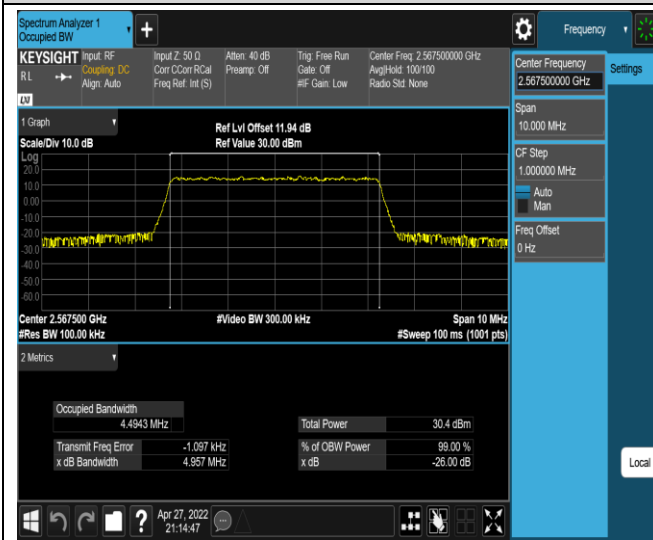 Spectrum Analyzer 1
Occupied BW
+
Frequency
KEYSIGHT
Input: RF
Coupling: DC
Align: Auto
Input Z: 50 Ω
Corr CCorr RCal
Freq Ref: Int (S)
Atten: 40 dB
Preamp: Off
Trig: Free Run
Gate: Off
#IF Gain: Low
Center Freq: 2.567500000 GHz
Avg|Hold: 100/100
Radio Std: None
RL
LXI
1 Graph
Scale/Div 10.0 dB
Ref Lvl Offset 11.94 dB
Ref Value 30.00 dBm
Log
20.0
10.0
0.00
-10.0
-20.0
-30.0
-40.0
-50.0
-60.0
Center 2.567500 GHz
#Video BW 300.00 kHz
Span 10 MHz
#Res BW 100.00 kHz
#Sweep 100 ms (1001 pts)
2 Metrics
Occupied Bandwidth
4.4943 MHz
Total Power 30.4 dBm
Transmit Freq Error -1.097 kHz
% of OBW Power 99.00 %
x dB Bandwidth 4.957 MHz
x dB -26.00 dB
Center Frequency
2.567500000 GHz
Settings
Span
10.000 MHz
CF Step
1.000000 MHz
Auto
Man
Freq Offset
0 Hz
Local
?
Apr 27, 2022
21:14:47